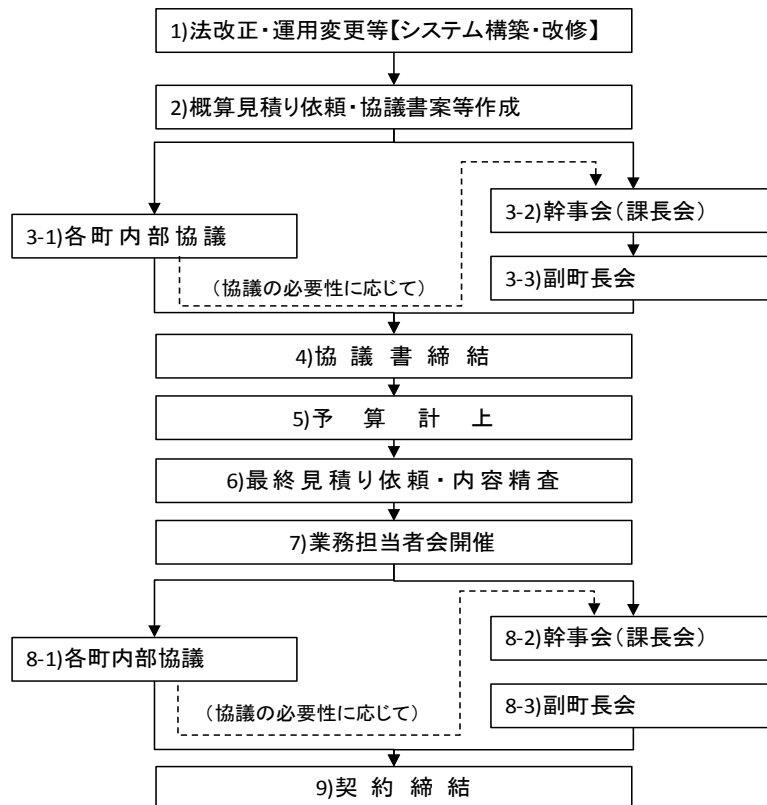 1)法改正・運用変更等【システム構築・改修】
2)概算見積り依頼・協議書案等作成
3-1)各町内部協議
3-2)幹事会(課長会)
(協議の必要性に応じて)
3-3)副町長会
4)協議書締結
5)予算計上
6)最終見積り依頼・内容精査
7)業務担当者会開催
8-1)各町内部協議
8-2)幹事会(課長会)
(協議の必要性に応じて)
8-3)副町長会
9)契約締結